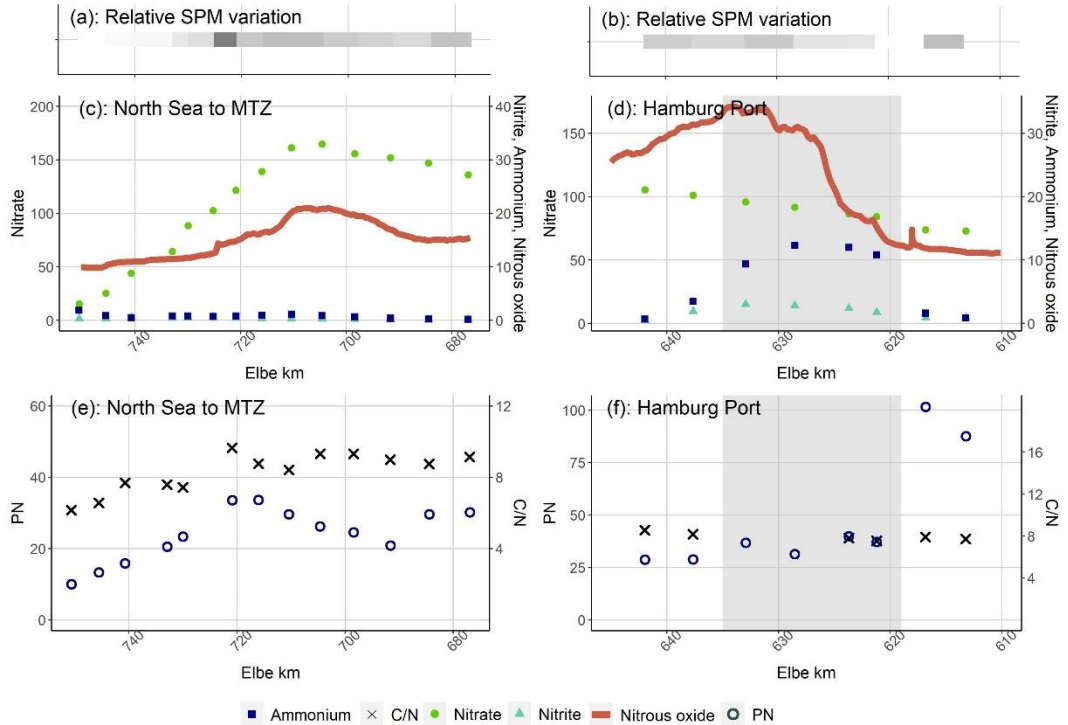 (a): Relative SPM variation
(b): Relative SPM variation
(c): North Sea to MTZ
200
150
100
50
0
Nitrate
40
30
20
10
0
Nitrite, Ammonium, Nitrous oxide
740
720
700
680
Elbe km
(d): Hamburg Port
150
100
50
0
Nitrate
30
20
10
0
Nitrite, Ammonium, Nitrous oxide
640
630
620
610
Elbe km
(e): North Sea to MTZ
60
40
20
0
PN
12
8
4
C/N
740
720
700
680
Elbe km
(f): Hamburg Port
100
75
50
25
0
PN
16
12
8
4
C/N
640
630
620
610
Elbe km
Ammonium C/N Nitrate Nitrite Nitrous oxide PN